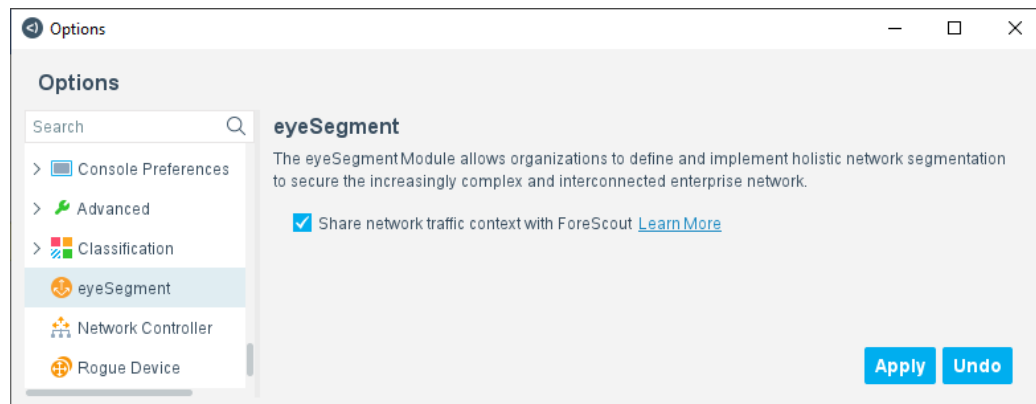 Options
Options
Search
Console Preferences
Advanced
Classification
eyeSegment
Network Controller
Rogue Device
eyeSegment
The eyeSegment Module allows organizations to define and implement holistic network segmentation
to secure the increasingly complex and interconnected enterprise network.
Share network traffic context with ForeScout Learn More
Apply Undo